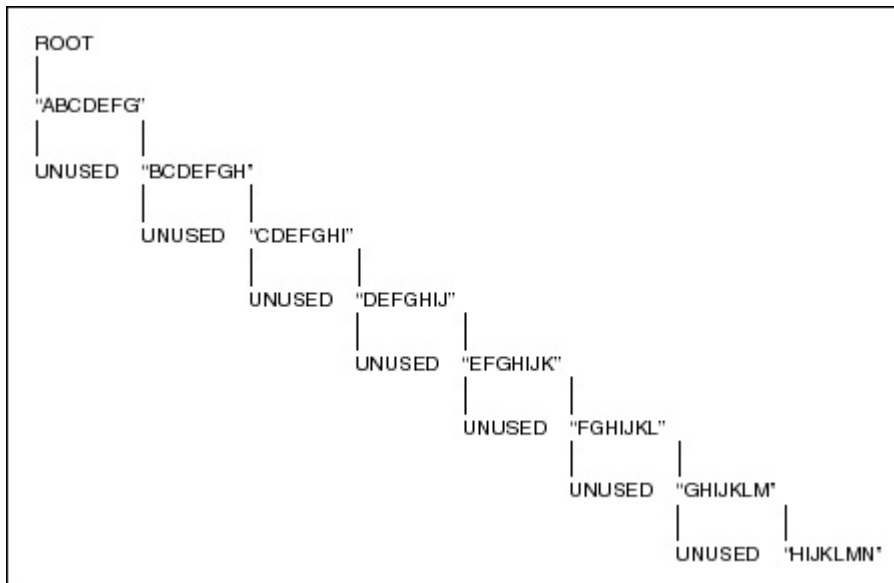 ROOT
“ABCDEFG”
UNUSED “BCDEFGH”
UNUSED “CDEFGHI”
UNUSED “DEFGHIJ”
UNUSED “EFGHIJK”
UNUSED “FGHIJKL”
UNUSED “GHIJKLM”
UNUSED “HIJKLMN”